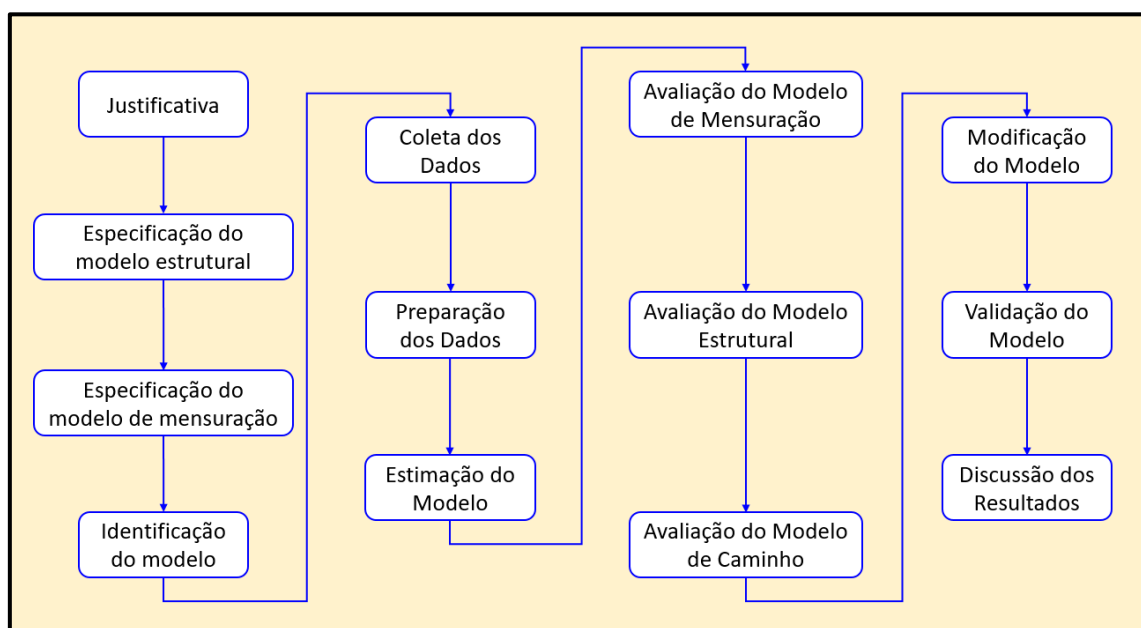 Justificativa
Especificação do
modelo estrutural
Especificação do
modelo de mensuração
Identificação
do modelo
Coleta dos
Dados
Preparação
dos Dados
Estimação do
Modelo
Avaliação do Modelo
de Mensuração
Avaliação do Modelo
Estrutural
Avaliação do Modelo
de Caminho
Modificação
do Modelo
Validação do
Modelo
Discussão dos
Resultados